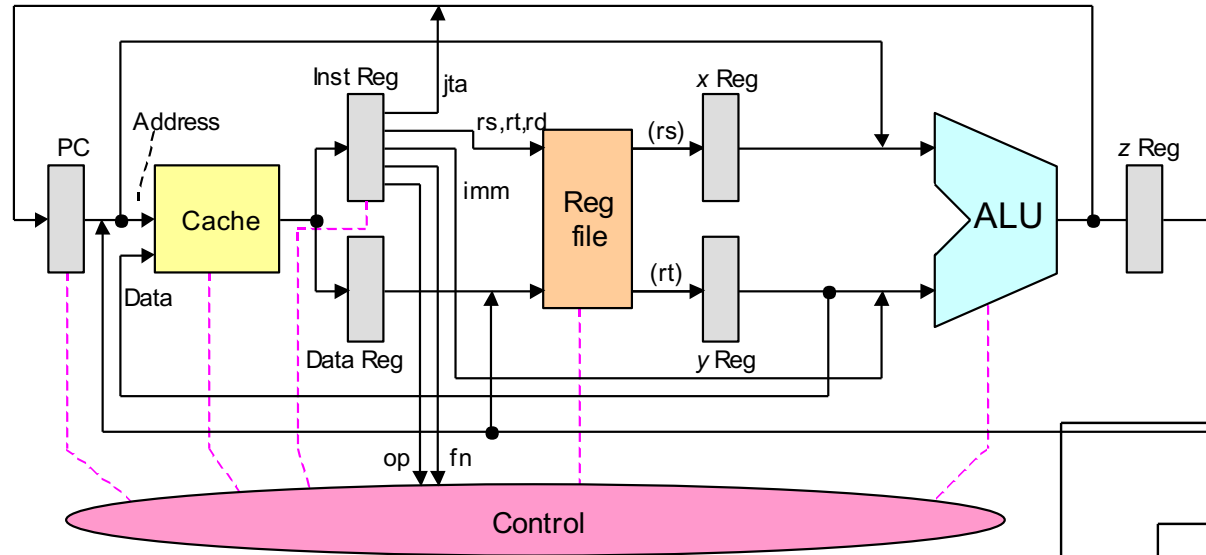 Inst Reg
jta
x Reg
Address
rs,rt,rd
(rs)
PC
z Reg
imm
Cache
Reg
file
ALU
(rt)
Data
Data Reg
y Reg
op
fn
Control